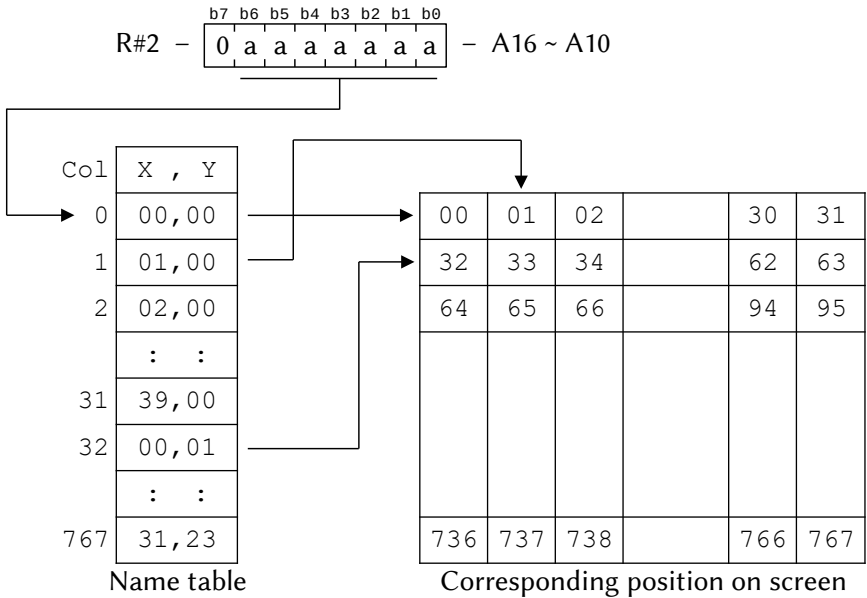 b7 b6 b5 b4 b3 b2 b1 b0
R#2 – 0 a a a a a a a – A16 ~ A10
Col X , Y
0 00,00 00 01 02 30 31
1 01,00 32 33 34 62 63
2 02,00 64 65 66 94 95
: :
31 39,00
32 00,01
: :
767 31,23 736 737 738 766 767
Name table Corresponding position on screen